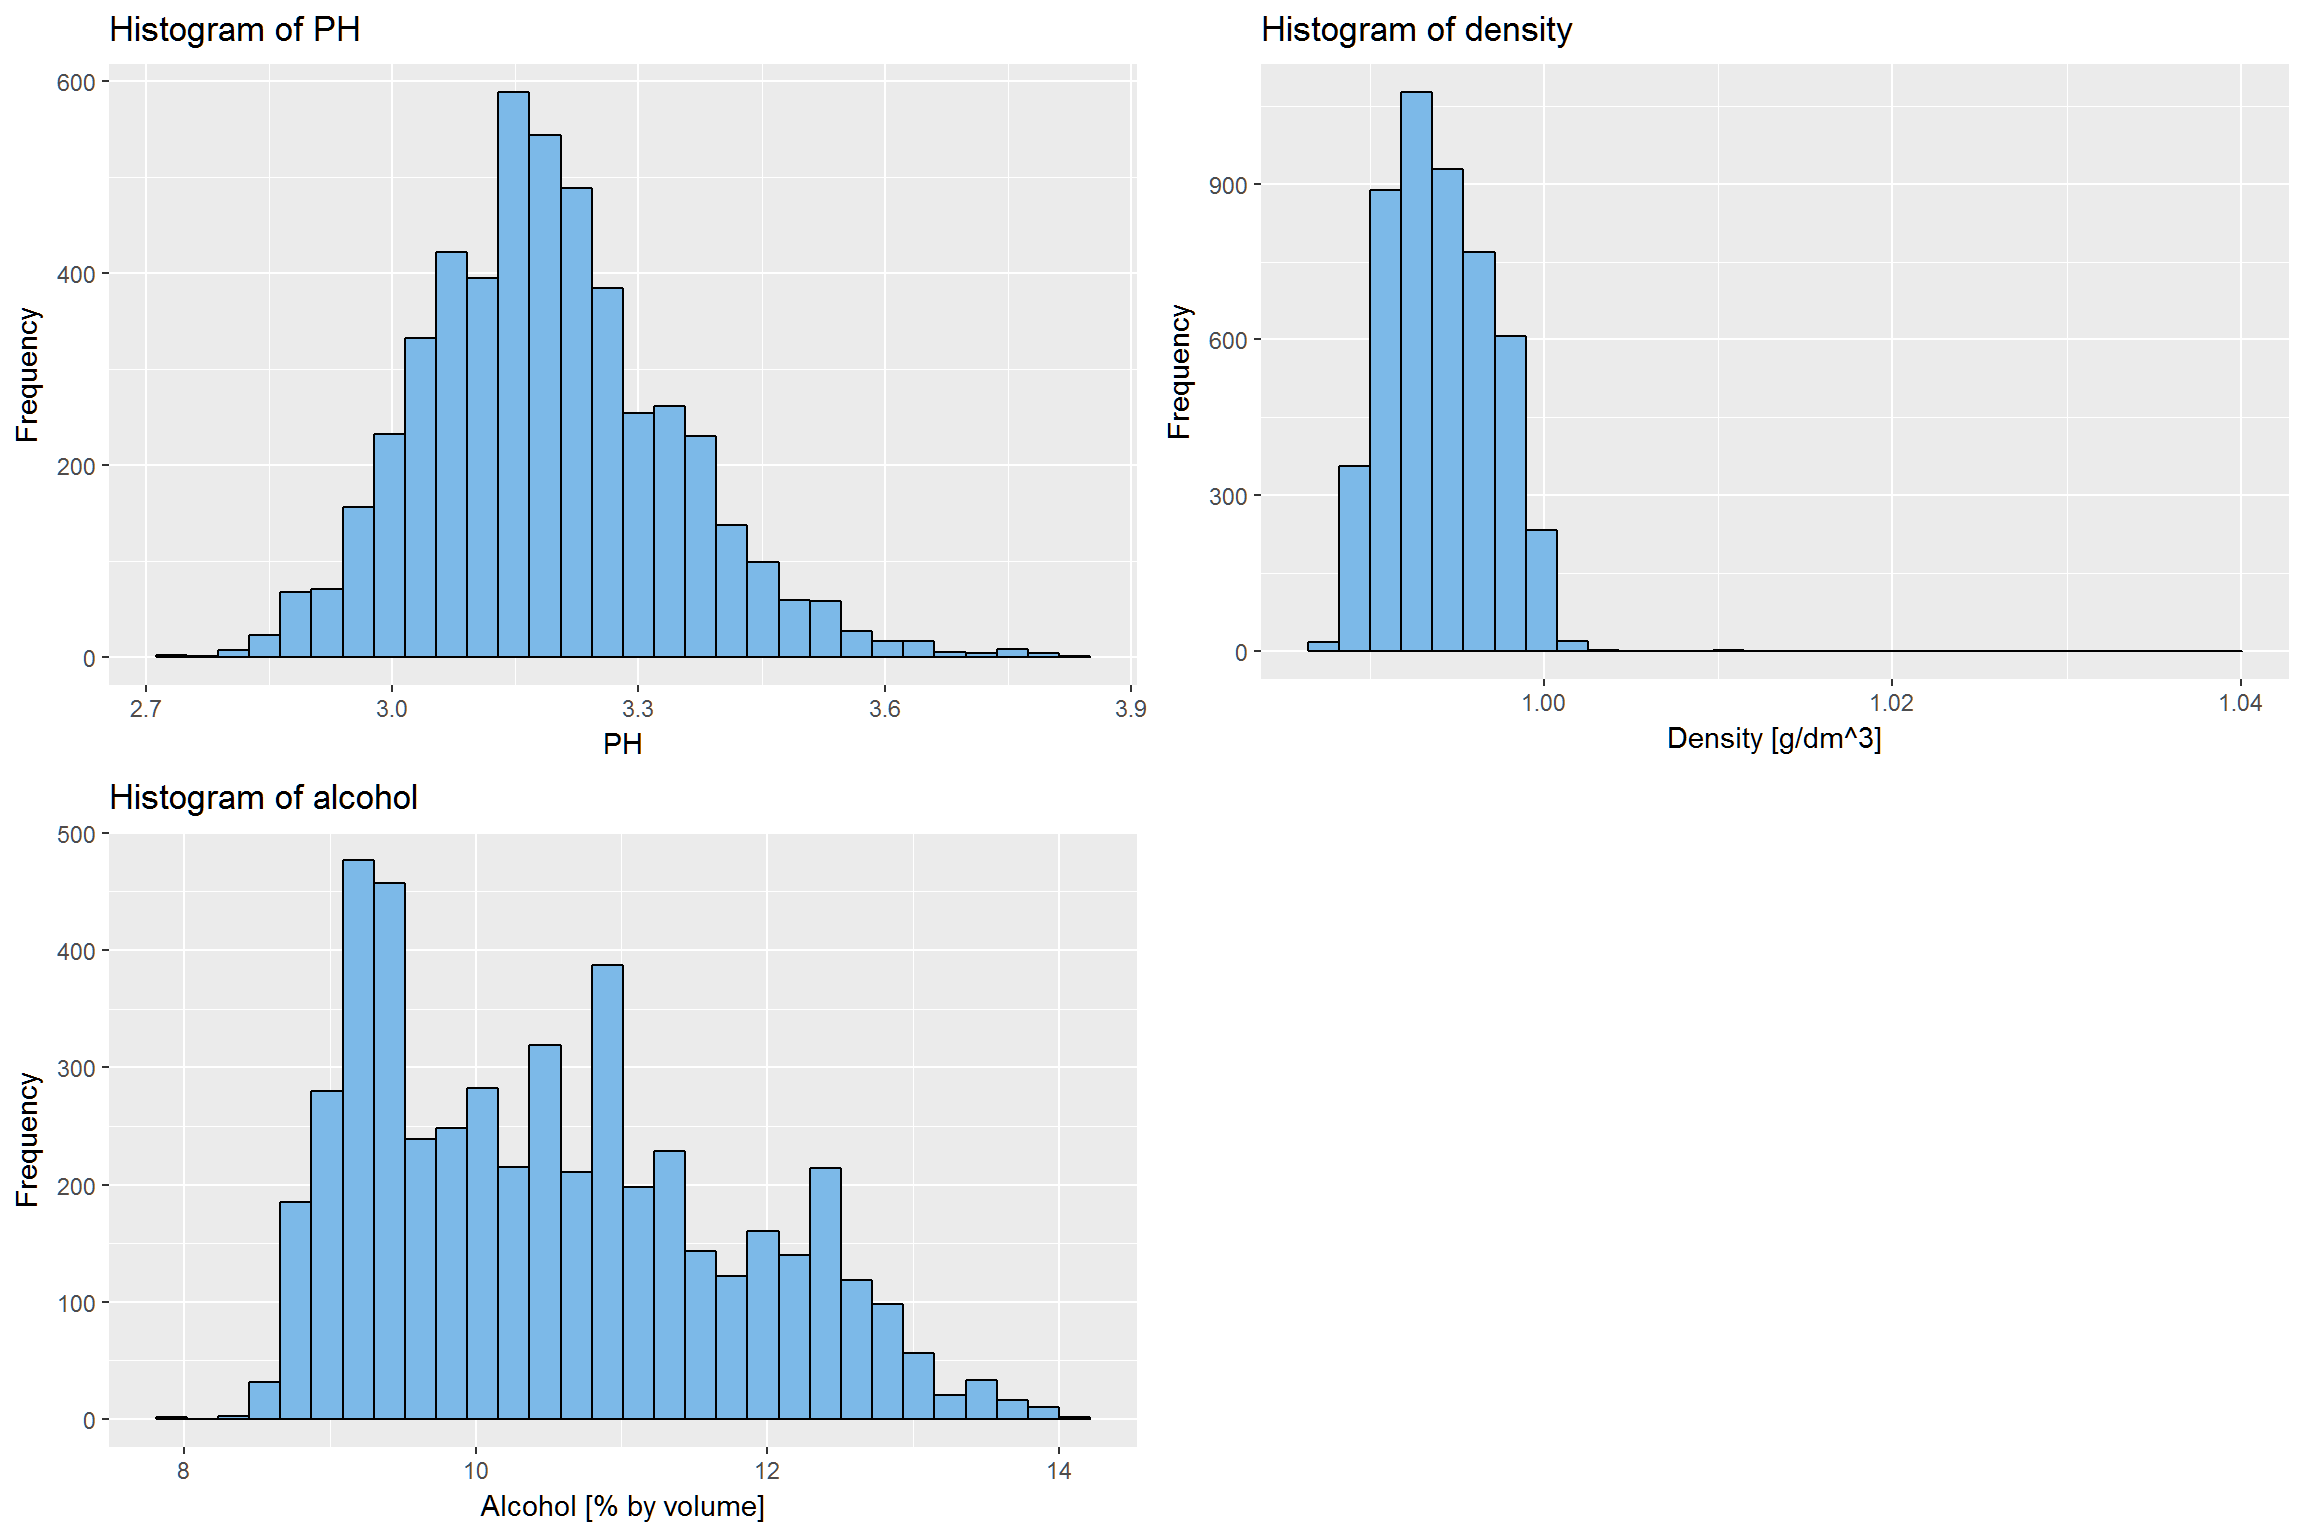 Histogram of PH
600
400
200
0
Frequency
2.7 3.0 3.3 3.6 3.9
PH
Histogram of density
900
600
300
0
Frequency
1.00 1.02 1.04
Density [g/dm^3]
Histogram of alcohol
500
400
300
200
100
0
Frequency
8 10 12 14
Alcohol [% by volume]